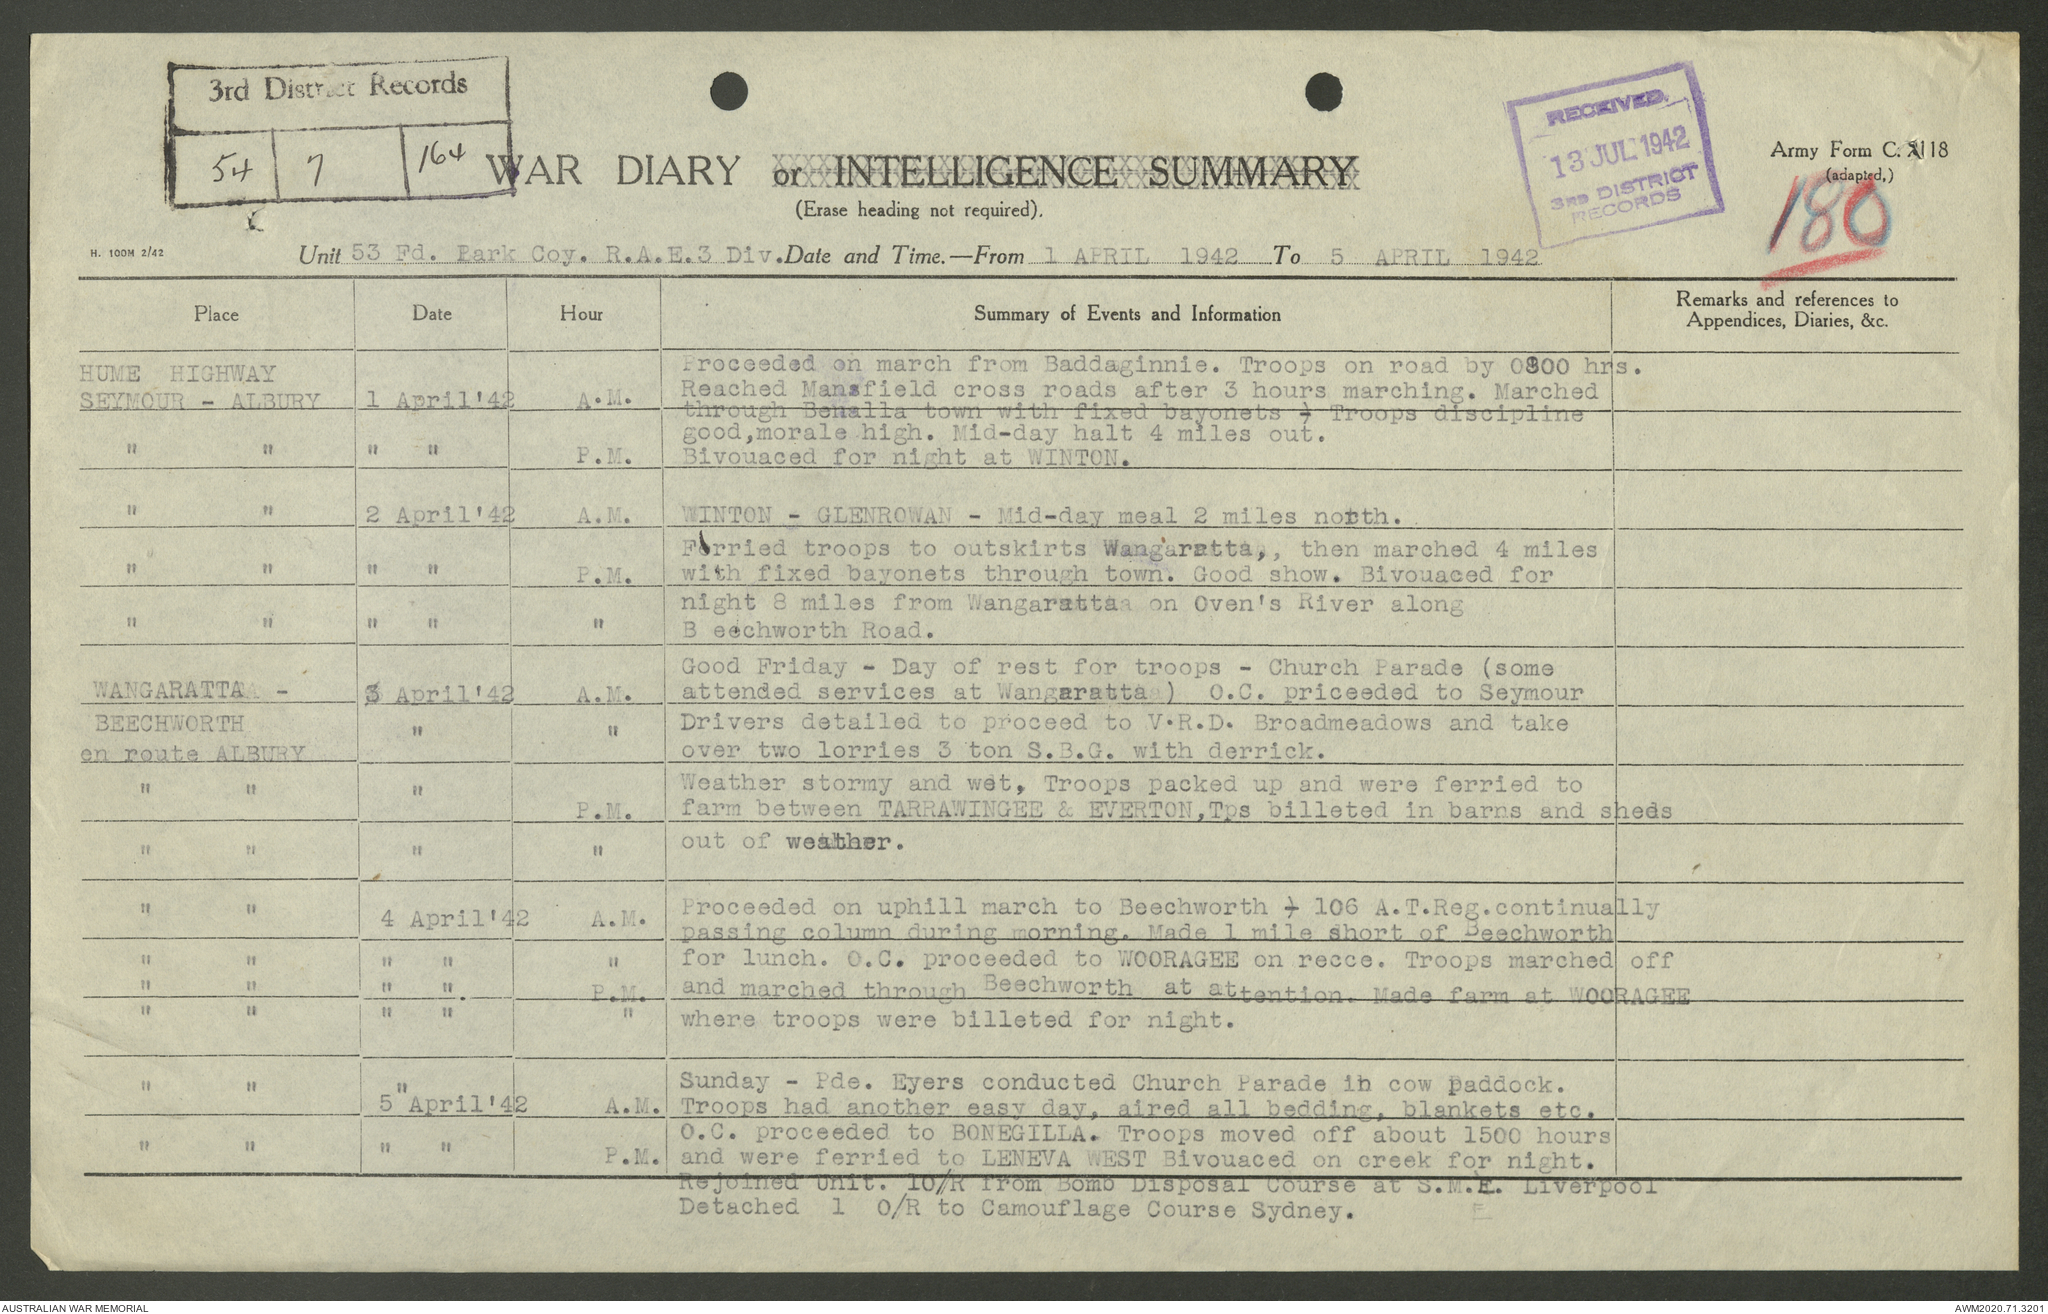 3rd District Records
54 7 164
WAR DIARY or INTELLIGENCE SUMMARY
(Erase heading not required).
RECEIVED.
13 JUL 1942
3RD DISTRICT
RECORDS
Army Form C. 2118
(adapted.)
180
H. 100M 2/42
Unit 53 Fd. Park Coy. R.A.E.3 Div. Date and Time.—From 1 APRIL 1942 To 5 APRIL 1942
Place Date Hour Summary of Events and Information Remarks and references to
Appendices, Diaries, &c.
HUME HIGHWAY Proceeded on march from Baddaginnie. Troops on road by 0800 hrs.
SEYMOUR - ALBURY 1 April'42 A.M. Reached Mansfield cross roads after 3 hours marching. Marched
through Benalla town with fixed bayonets - Troops discipline
" " " " good,morale high. Mid-day halt 4 miles out.
P.M. Bivouaced for night at WINTON.
" " 2 April'42 A.M. WINTON - GLENROWAN - Mid-day meal 2 miles north.
Ferried troops to outskirts Wangaratta,, then marched 4 miles
" " " " P.M. with fixed bayonets through town. Good show. Bivouaced for
night 8 miles from Wangaratta on Oven's River along
" " " " " B eechworth Road.
Good Friday - Day of rest for troops - Church Parade (some
WANGARATTA - 3 April'42 A.M. attended services at Wangaratta) O.C. priceeded to Seymour
BEECHWORTH " " Drivers detailed to proceed to V.R.D. Broadmeadows and take
en route ALBURY over two lorries 3 ton S.B.G. with derrick.
" " " Weather stormy and wet, Troops packed up and were ferried to
P.M. farm between TARRAWINGEE & EVERTON,Tps billeted in barns and sheds
" " " " out of weather.
" " 4 April'42 A.M. Proceeded on uphill march to Beechworth - 106 A.T.Reg.continually
passing column during morning. Made 1 mile short of Beechworth
" " " " " for lunch. O.C. proceeded to WOORAGEE on recce. Troops marched off
" " " ". P.M. and marched through Beechworth at attention. Made farm at WOORAGEE
" " " " " where troops were billeted for night.
" " " Sunday - Pde. Eyers conducted Church Parade in cow paddock.
5 April'42 A.M. Troops had another easy day, aired all bedding, blankets etc.
" " " " O.C. proceeded to BONEGILLA. Troops moved off about 1500 hours
P.M. and were ferried to LENEVA WEST Bivouaced on creek for night.
Rejoined Unit. 1O/R from Bomb Disposal Course at S.M.E. Liverpool
Detached 1 O/R to Camouflage Course Sydney. E
AUSTRALIAN WAR MEMORIAL AWM2020.71.3201